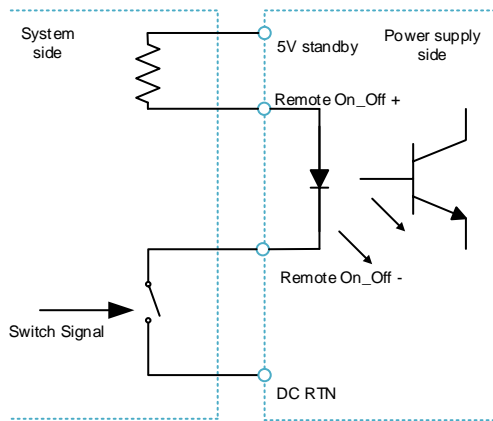 System
side
5V standby
Power supply
side
Remote On_Off +
Remote On_Off -
Switch Signal
DC RTN